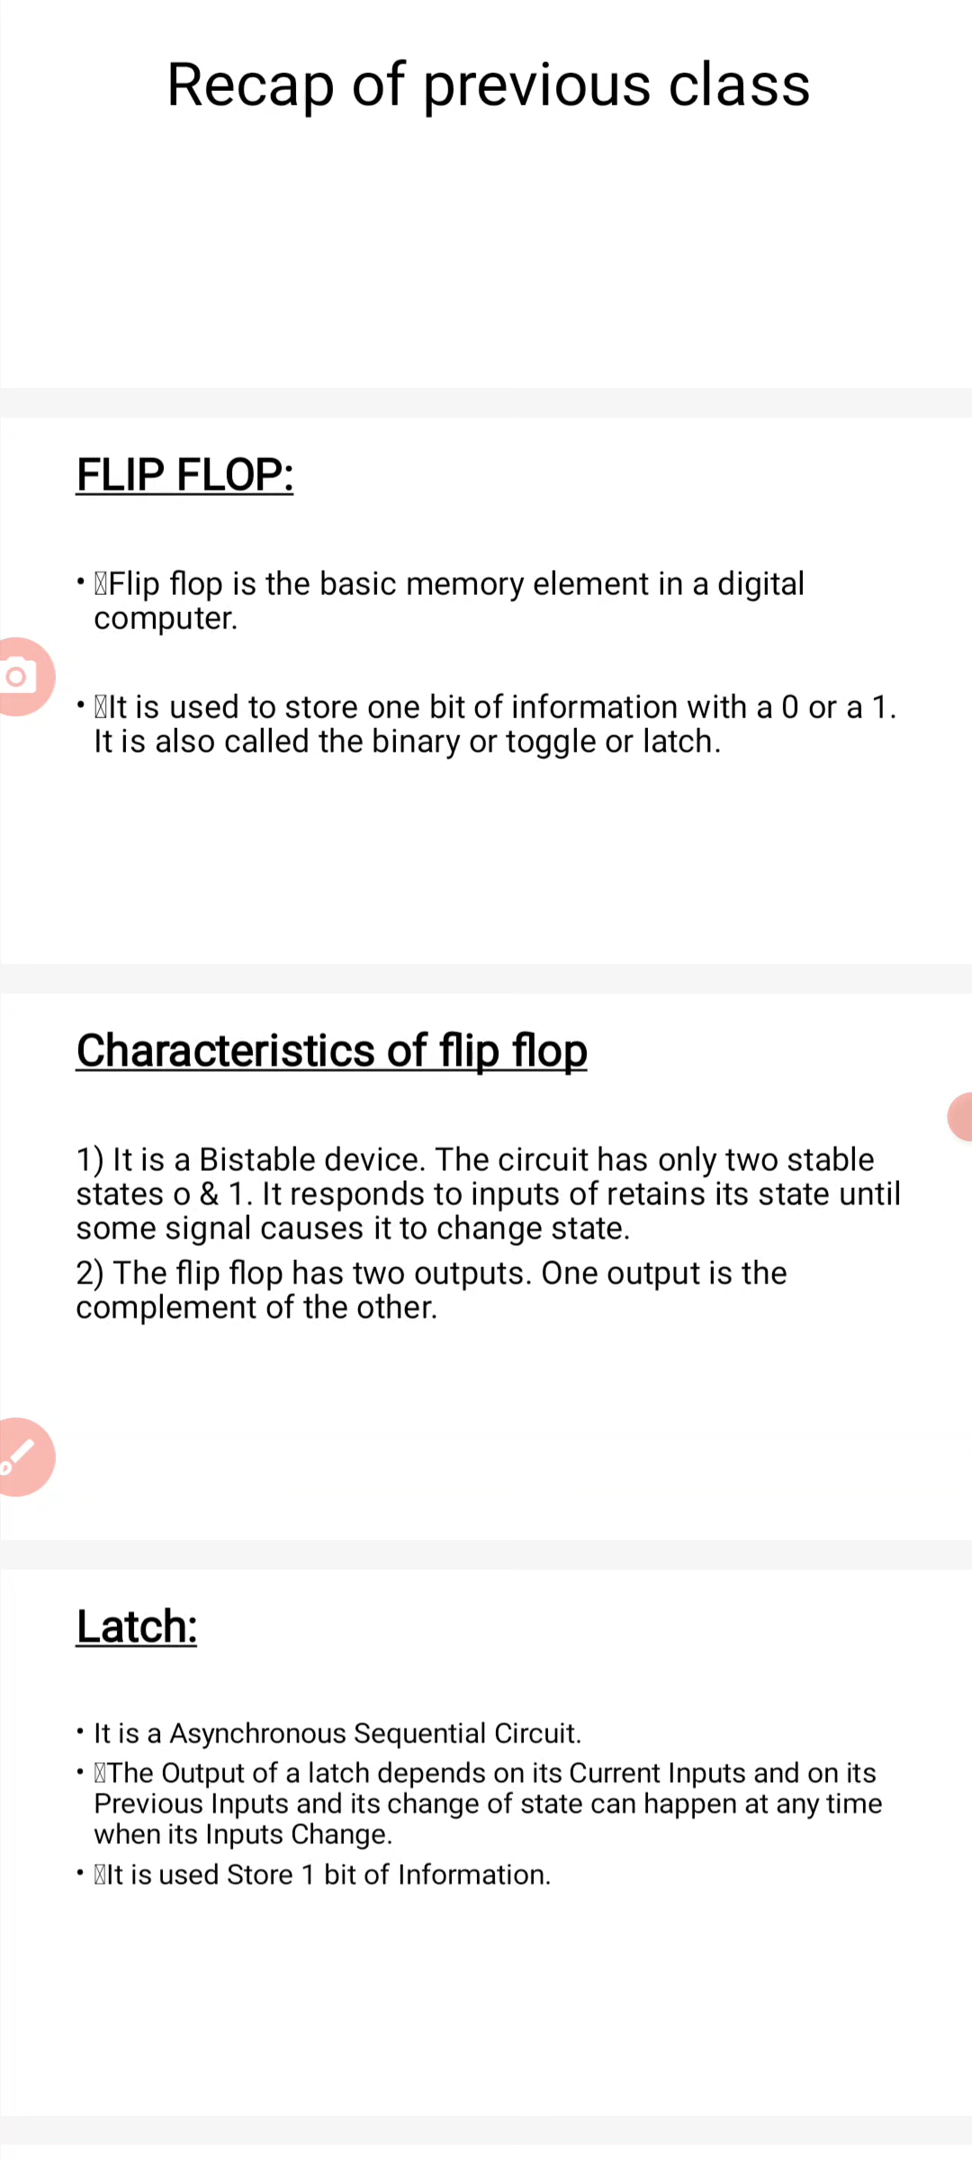 Recap of previous class
FLIP FLOP:
• Flip flop is the basic memory element in a digital
computer.
• It is used to store one bit of information with a 0 or a 1.
It is also called the binary or toggle or latch.
Characteristics of flip flop
1) It is a Bistable device. The circuit has only two stable
states o & 1. It responds to inputs of retains its state until
some signal causes it to change state.
2) The flip flop has two outputs. One output is the
complement of the other.
Latch:
• It is a Asynchronous Sequential Circuit.
• The Output of a latch depends on its Current Inputs and on its
Previous Inputs and its change of state can happen at any time
when its Inputs Change.
• It is used Store 1 bit of Information.